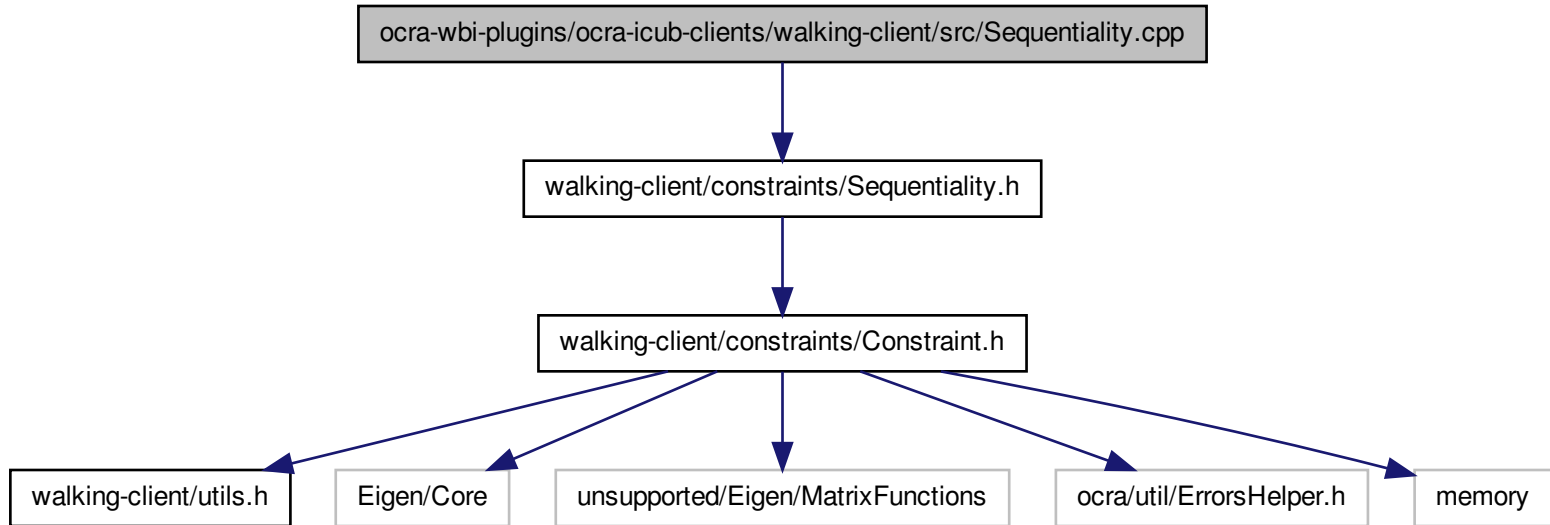 ocra-wbi-plugins/ocra-icub-clients/walking-client/src/Sequentiality.cpp
walking-client/constraints/Sequentiality.h
walking-client/constraints/Constraint.h
walking-client/utils.h
Eigen/Core
unsupported/Eigen/MatrixFunctions
ocra/util/ErrorsHelper.h
memory